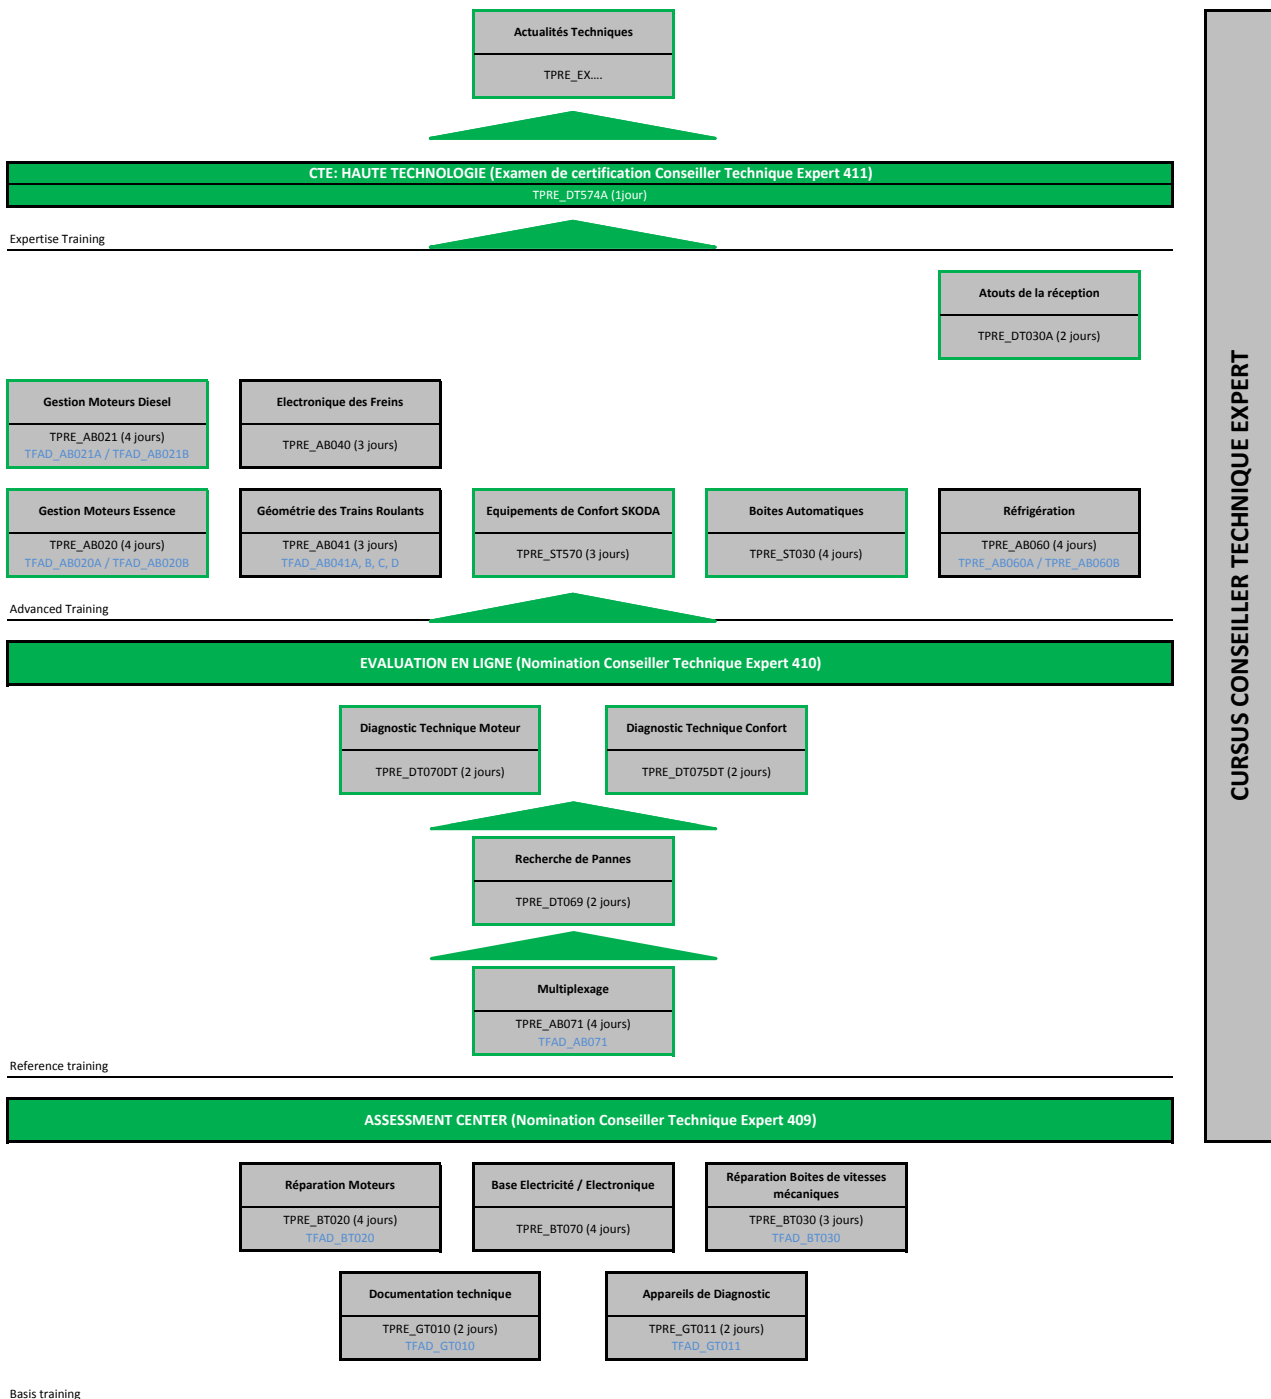 Actualités Techniques
TPRE_EX....
CTE: HAUTE TECHNOLOGIE (Examen de certification Conseiller Technique Expert 411)
TPRE_DT574A (1jour)
Expertise Training
Atouts de la réception
TPRE_DT030A (2 jours)
Gestion Moteurs Diesel
TPRE_AB021 (4 jours)
TFAD_AB021A / TFAD_AB021B
Electronique des Freins
TPRE_AB040 (3 jours)
Gestion Moteurs Essence
TPRE_AB020 (4 jours)
TFAD_AB020A / TFAD_AB020B
Géométrie des Trains Roulants
TPRE_AB041 (3 jours)
TFAD_AB041A, B, C, D
Equipements de Confort SKODA
TPRE_ST570 (3 jours)
Boites Automatiques
TPRE_ST030 (4 jours)
Réfrigération
TPRE_AB060 (4 jours)
TPRE_AB060A / TPRE_AB060B
Advanced Training
EVALUATION EN LIGNE (Nomination Conseiller Technique Expert 410)
Diagnostic Technique Moteur
TPRE_DT070DT (2 jours)
Diagnostic Technique Confort
TPRE_DT075DT (2 jours)
Recherche de Pannes
TPRE_DT069 (2 jours)
Multiplexage
TPRE_AB071 (4 jours)
TFAD_AB071
Reference training
ASSESSMENT CENTER (Nomination Conseiller Technique Expert 409)
Réparation Moteurs
TPRE_BT020 (4 jours)
TFAD_BT020
Base Electricité / Electronique
TPRE_BT070 (4 jours)
Réparation Boites de vitesses
mécaniques
TPRE_BT030 (3 jours)
TFAD_BT030
Documentation technique
TPRE_GT010 (2 jours)
TFAD_GT010
Appareils de Diagnostic
TPRE_GT011 (2 jours)
TFAD_GT011
Basis training
CURSUS CONSEILLER TECHNIQUE EXPERT